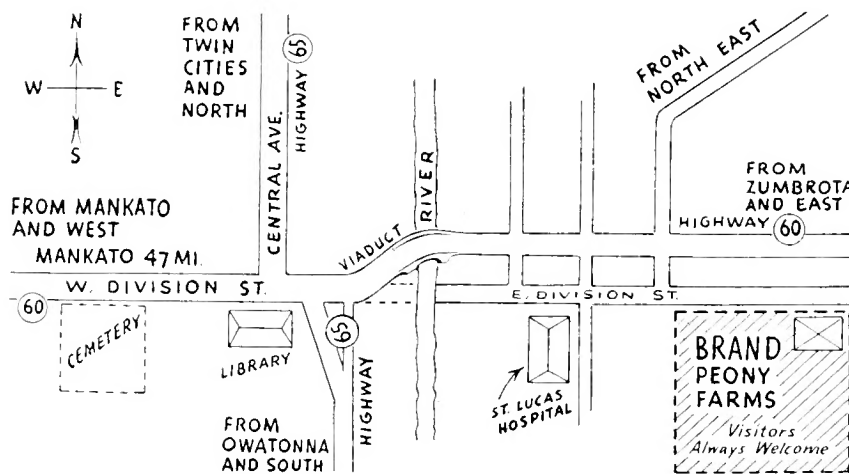 N
W E
S
FROM
TWIN
CITIES
AND
NORTH
CENTRAL AVE.
HIGHWAY 65
RIVER
VIADUCT
FROM
NORTH EAST
FROM
ZUMBROTA
AND EAST
HIGHWAY 60
FROM MANKATO
AND WEST
MANKATO 47 MI.
W. DIVISION ST.
E. DIVISION ST.
60
CEMETERY
LIBRARY
65
HIGHWAY
FROM
OWATONNA
AND SOUTH
ST. LUCAS
HOSPITAL
BRAND
PEONY
FARMS
Visitors
Always Welcome